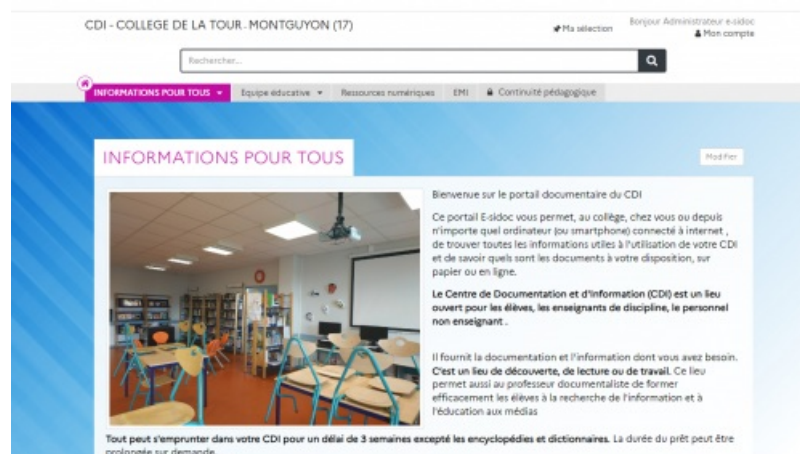 CDI - COLLEGE DE LA TOUR - MONTGUYON (17)
Ma sélection
Bonjour Administrateur e-sidoc
Mon compte
Rechercher...
INFORMATIONS POUR TOUS
Equipe éducative
Ressources numériques
EMI
Continuité pédagogique
INFORMATIONS POUR TOUS
Modifier
Bienvenue sur le portail documentaire du CDI
Ce portail E-sidoc vous permet, au collège, chez vous ou depuis
n'importe quel ordinateur (ou smartphone) connecté à internet ,
de trouver toutes les informations utiles à l'utilisation de votre CDI
et de savoir quels sont les documents à votre disposition, sur
papier ou en ligne.
Le Centre de Documentation et d'Information (CDI) est un lieu
ouvert pour les élèves, les enseignants de discipline, le personnel
non enseignant .
Il fournit la documentation et l'information dont vous avez besoin.
C'est un lieu de découverte, de lecture ou de travail. Ce lieu
permet aussi au professeur documentaliste de former
efficacement les élèves à la recherche de l'information et à
l'éducation aux médias
Tout peut s'emprunter dans votre CDI pour un délai de 3 semaines excepté les encyclopédies et dictionnaires. La durée du prêt peut être
prolongée sur demande.